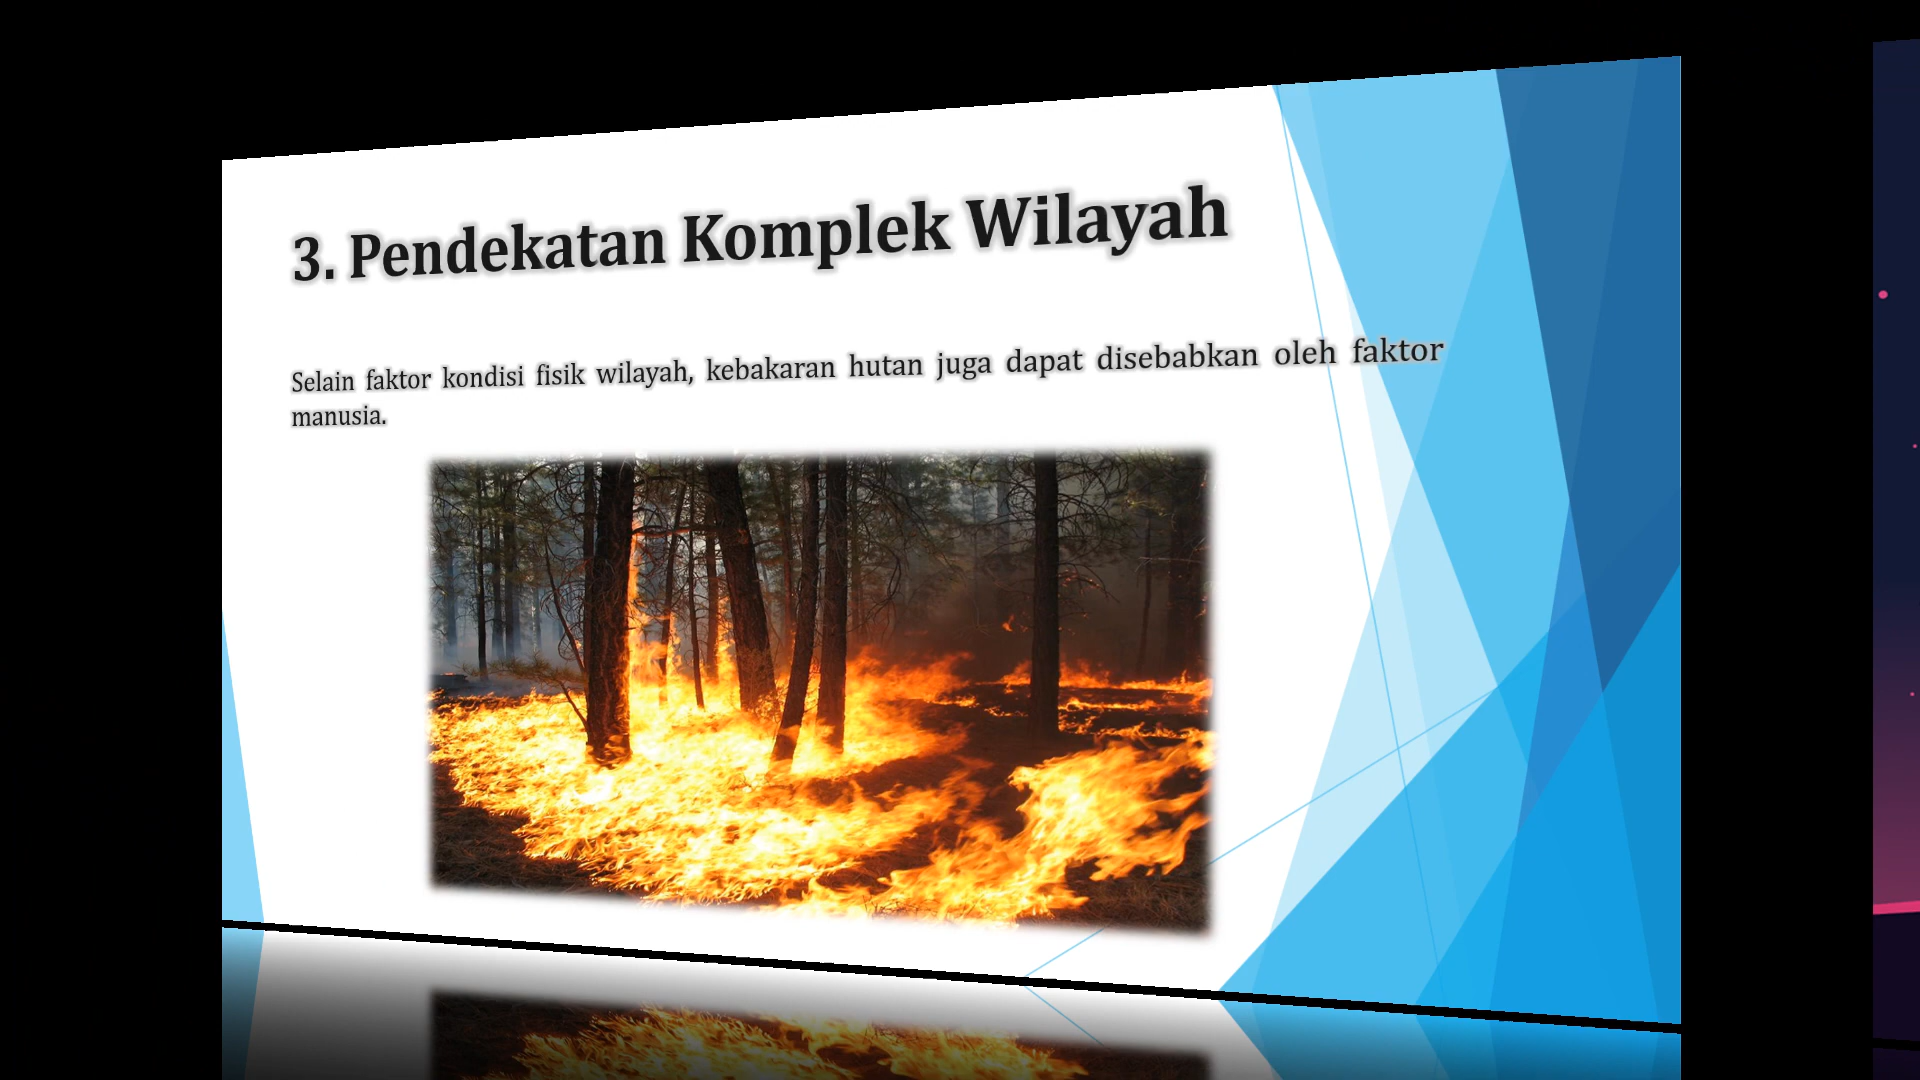 3. Pendekatan Komplek Wilayah
Selain faktor kondisi fisik wilayah, kebakaran hutan juga dapat disebabkan oleh faktor
manusia.